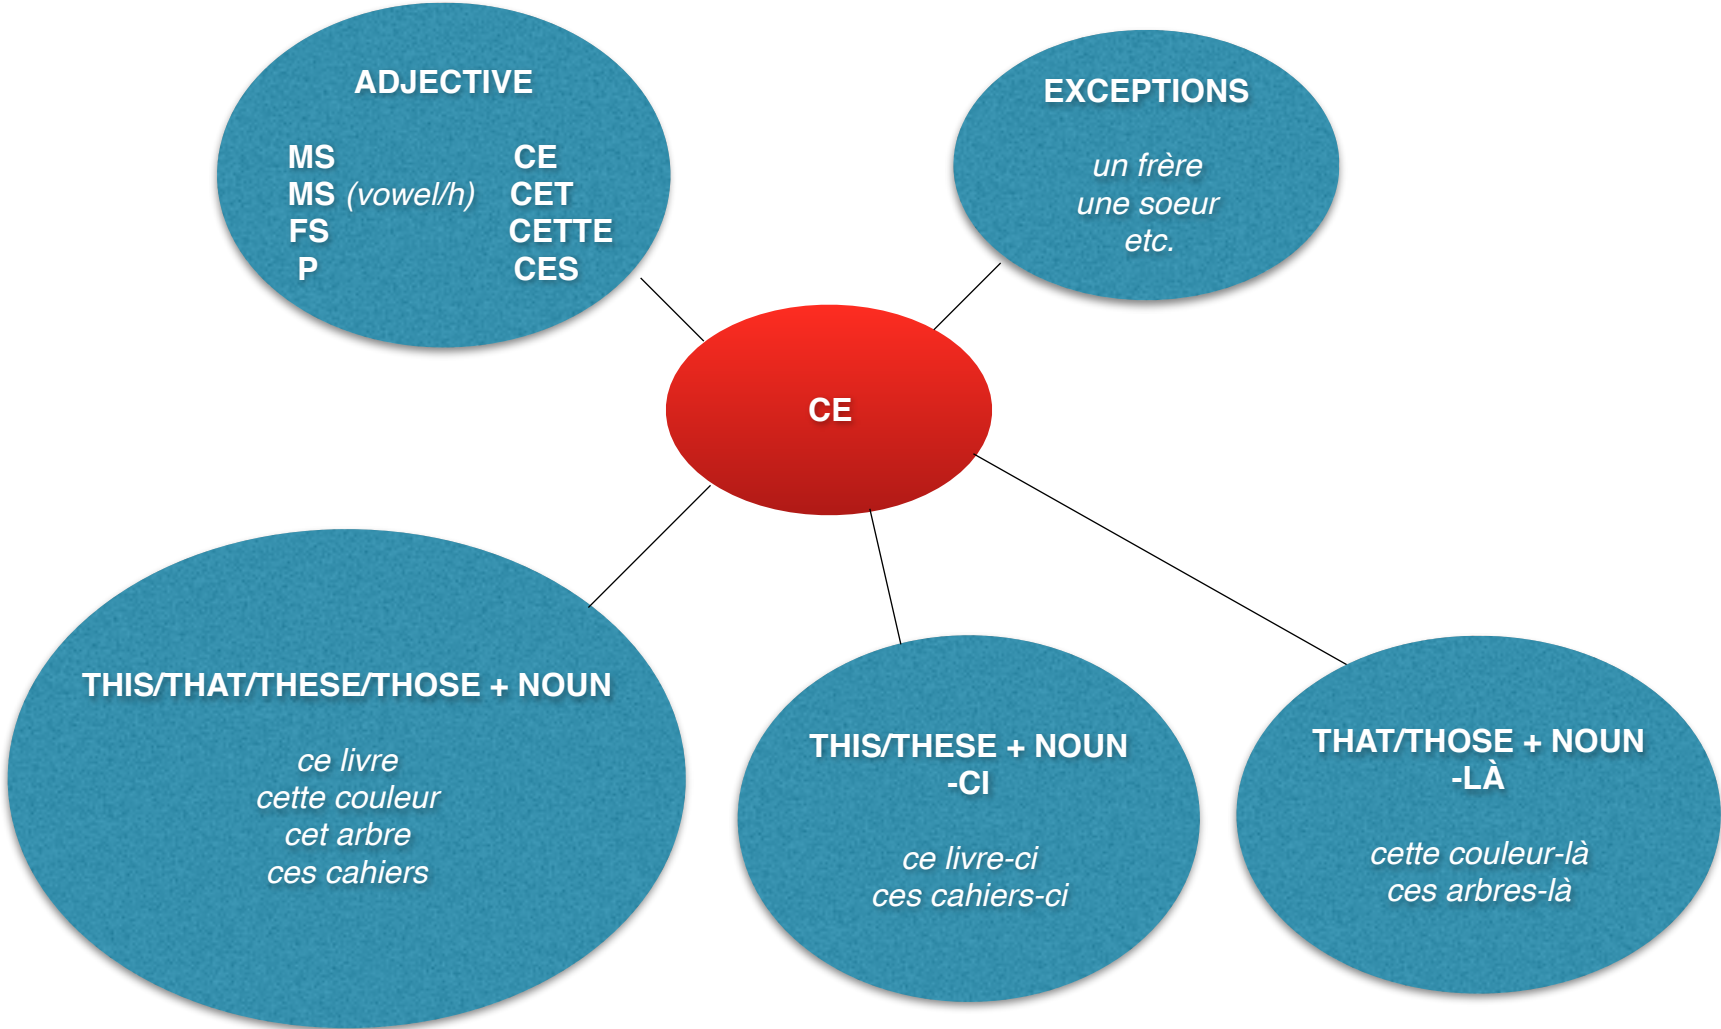 ADJECTIVE
MS CE
MS (vowel/h) CET
FS CETTE
P CES
EXCEPTIONS
un frère
une soeur
etc.
CE
THIS/THAT/THESE/THOSE + NOUN
ce livre
cette couleur
cet arbre
ces cahiers
THIS/THESE + NOUN
-CI
ce livre-ci
ces cahiers-ci
THAT/THOSE + NOUN
-LÀ
cette couleur-là
ces arbres-là